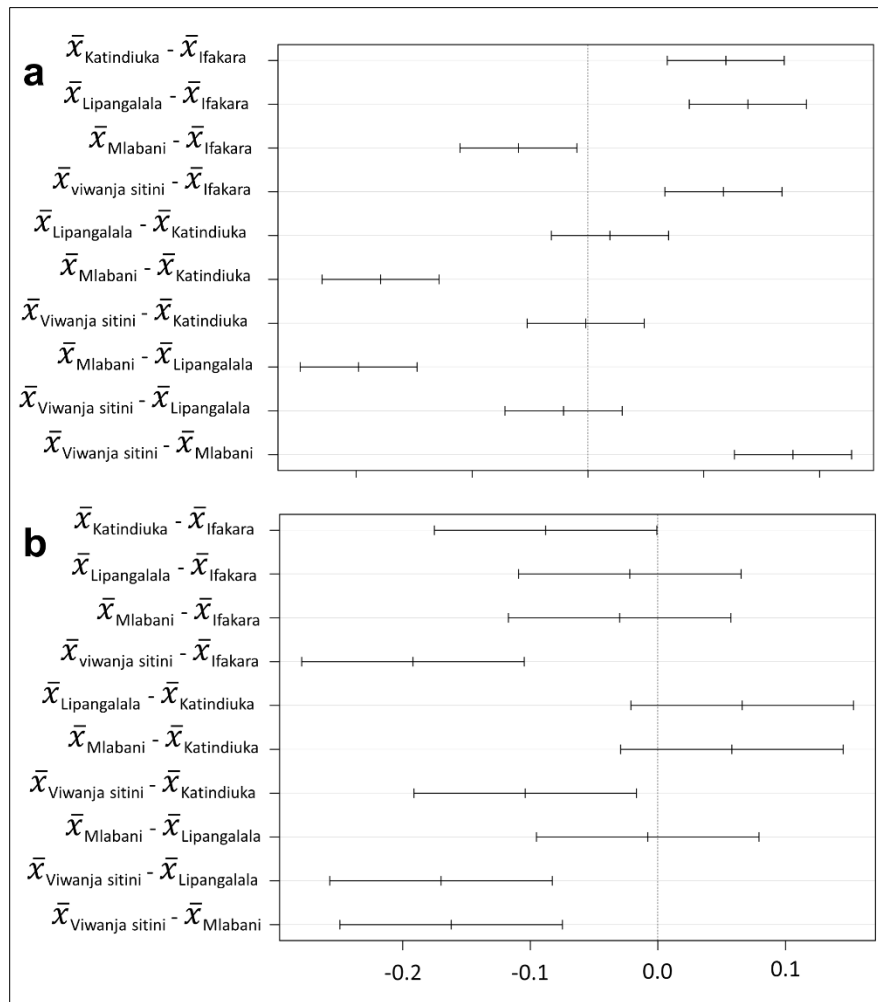 a
x̄Katindiuka - x̄Ifakara
x̄Lipangalala - x̄Ifakara
x̄Mlabani - x̄Ifakara
x̄viwanja sitini - x̄Ifakara
x̄Lipangalala - x̄Katindiuka
x̄Mlabani - x̄Katindiuka
x̄Viwanja sitini - x̄Katindiuka
x̄Mlabani - x̄Lipangalala
x̄Viwanja sitini - x̄Lipangalala
x̄Viwanja sitini - x̄Mlabani
b
x̄Katindiuka - x̄Ifakara
x̄Lipangalala - x̄Ifakara
x̄Mlabani - x̄Ifakara
x̄viwanja sitini - x̄Ifakara
x̄Lipangalala - x̄Katindiuka
x̄Mlabani - x̄Katindiuka
x̄Viwanja sitini - x̄Katindiuka
x̄Mlabani - x̄Lipangalala
x̄Viwanja sitini - x̄Lipangalala
x̄Viwanja sitini - x̄Mlabani
-0.2 -0.1 0.0 0.1